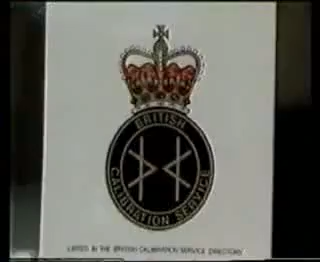 BRITISH
CALIBRATION SERVICE
LISTED IN THE BRITISH CALIBRATION SERVICE DIRECTORY